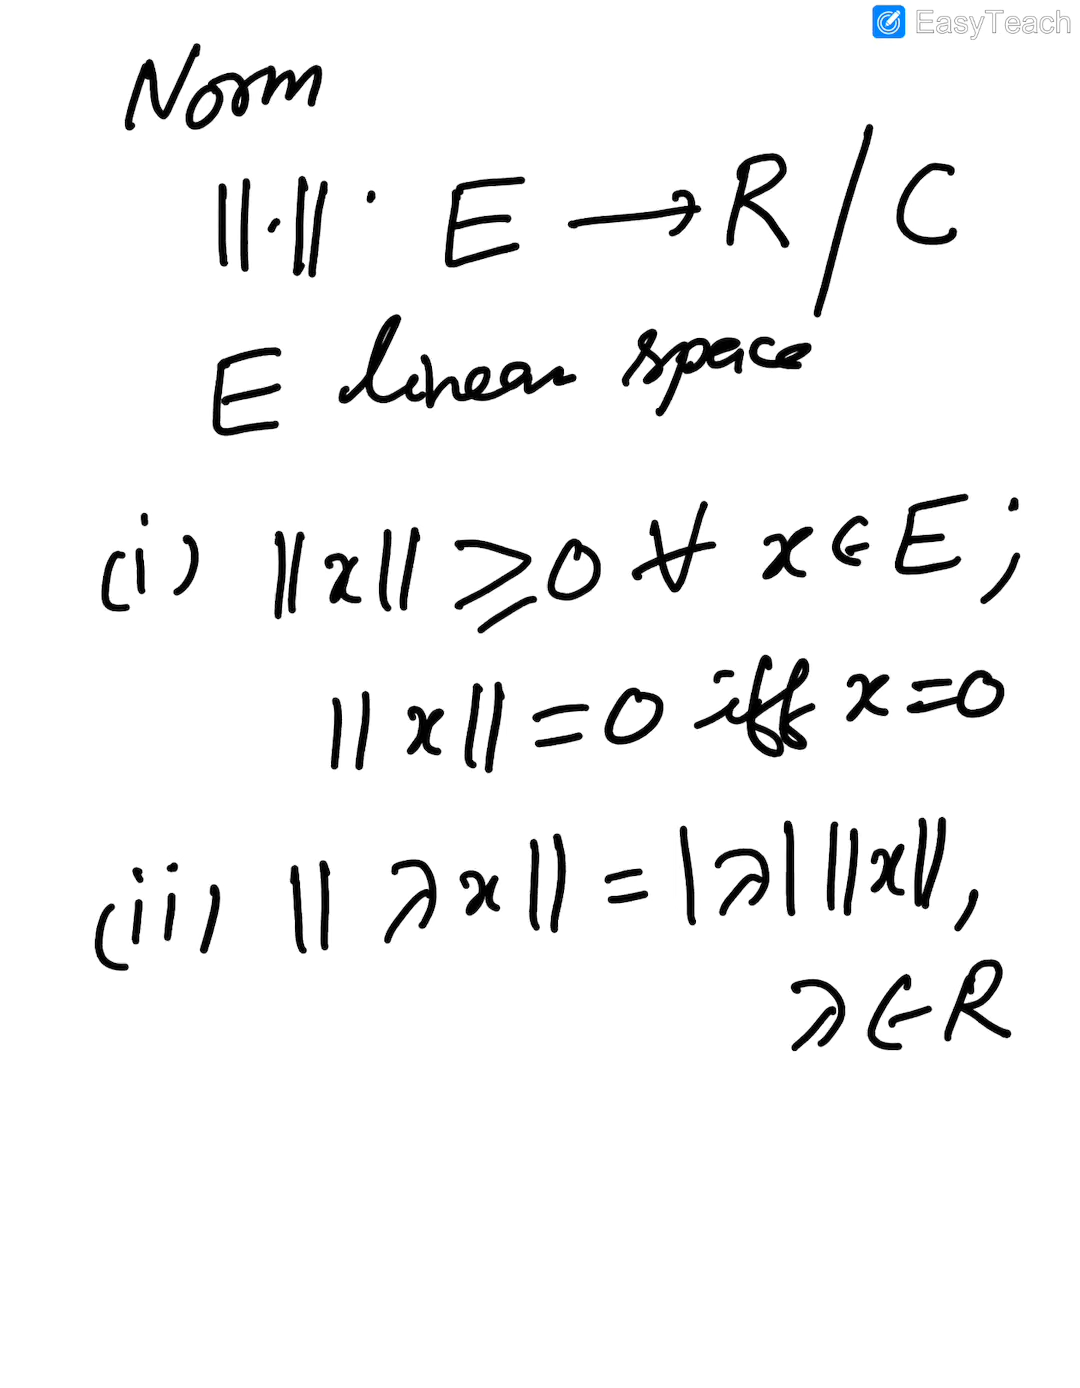 EasyTeach
Norm
||·|| · E → R / C
E linear space
(i) ||x|| ≥ 0 ∀ x ∈ E ;
||x|| = 0 iff x = 0
(ii) ||λx|| = |λ| ||x||,
λ ∈ R